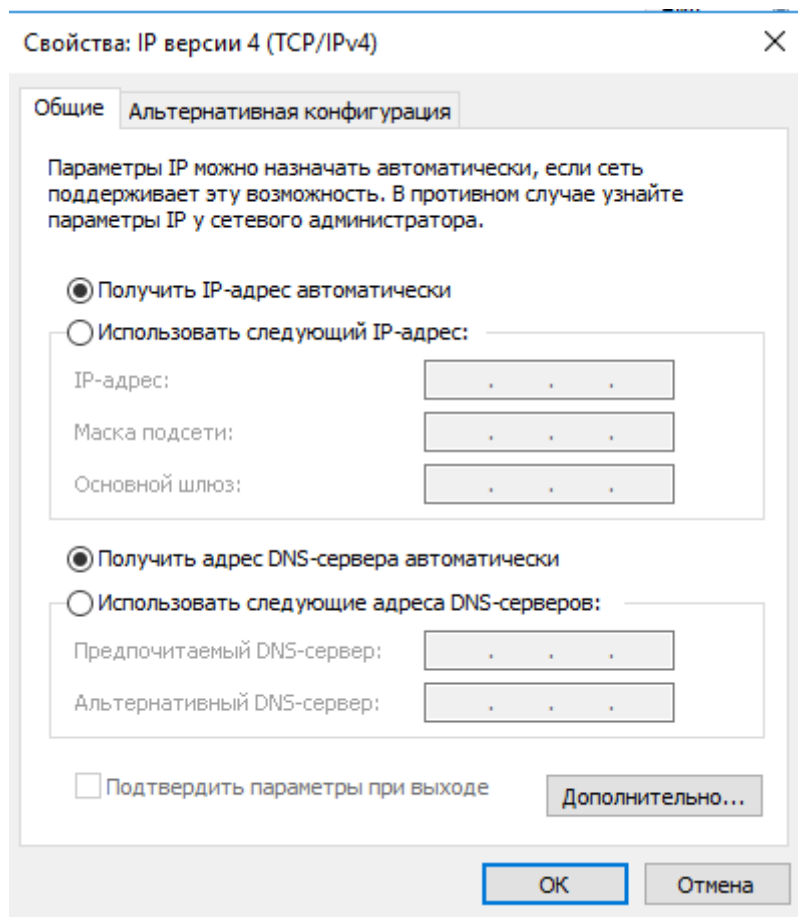 Свойства: IP версии 4 (TCP/IPv4)
Общие
Альтернативная конфигурация
Параметры IP можно назначать автоматически, если сеть
поддерживает эту возможность. В противном случае узнайте
параметры IP у сетевого администратора.
Получить IP-адрес автоматически
Использовать следующий IP-адрес:
IP-адрес:
Маска подсети:
Основной шлюз:
Получить адрес DNS-сервера автоматически
Использовать следующие адреса DNS-серверов:
Предпочитаемый DNS-сервер:
Альтернативный DNS-сервер:
Подтвердить параметры при выходе
Дополнительно...
ОК
Отмена